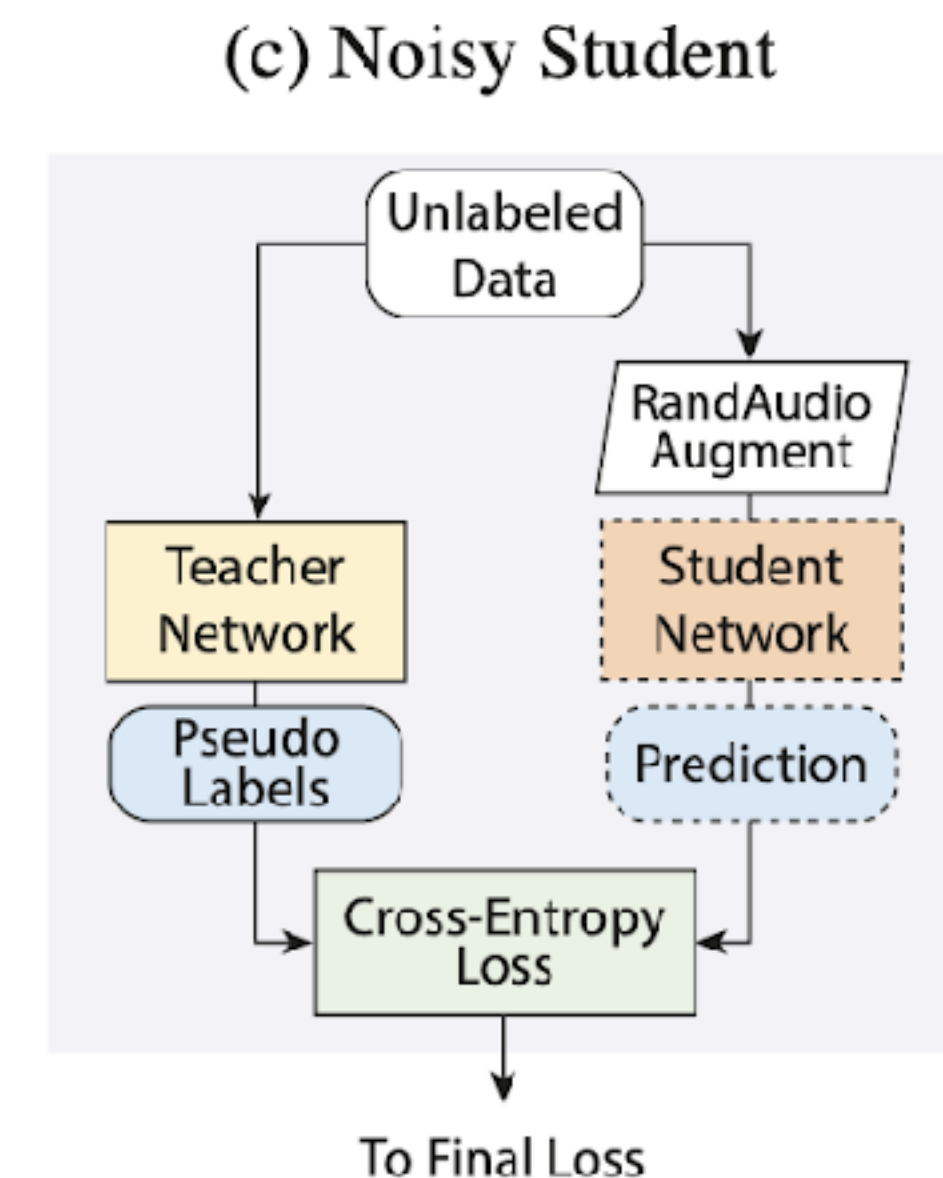 (c) Noisy Student
Unlabeled
Data
RandAudio
Augment
Teacher
Network
Student
Network
Pseudo
Labels
Prediction
Cross-Entropy
Loss
To Final Loss